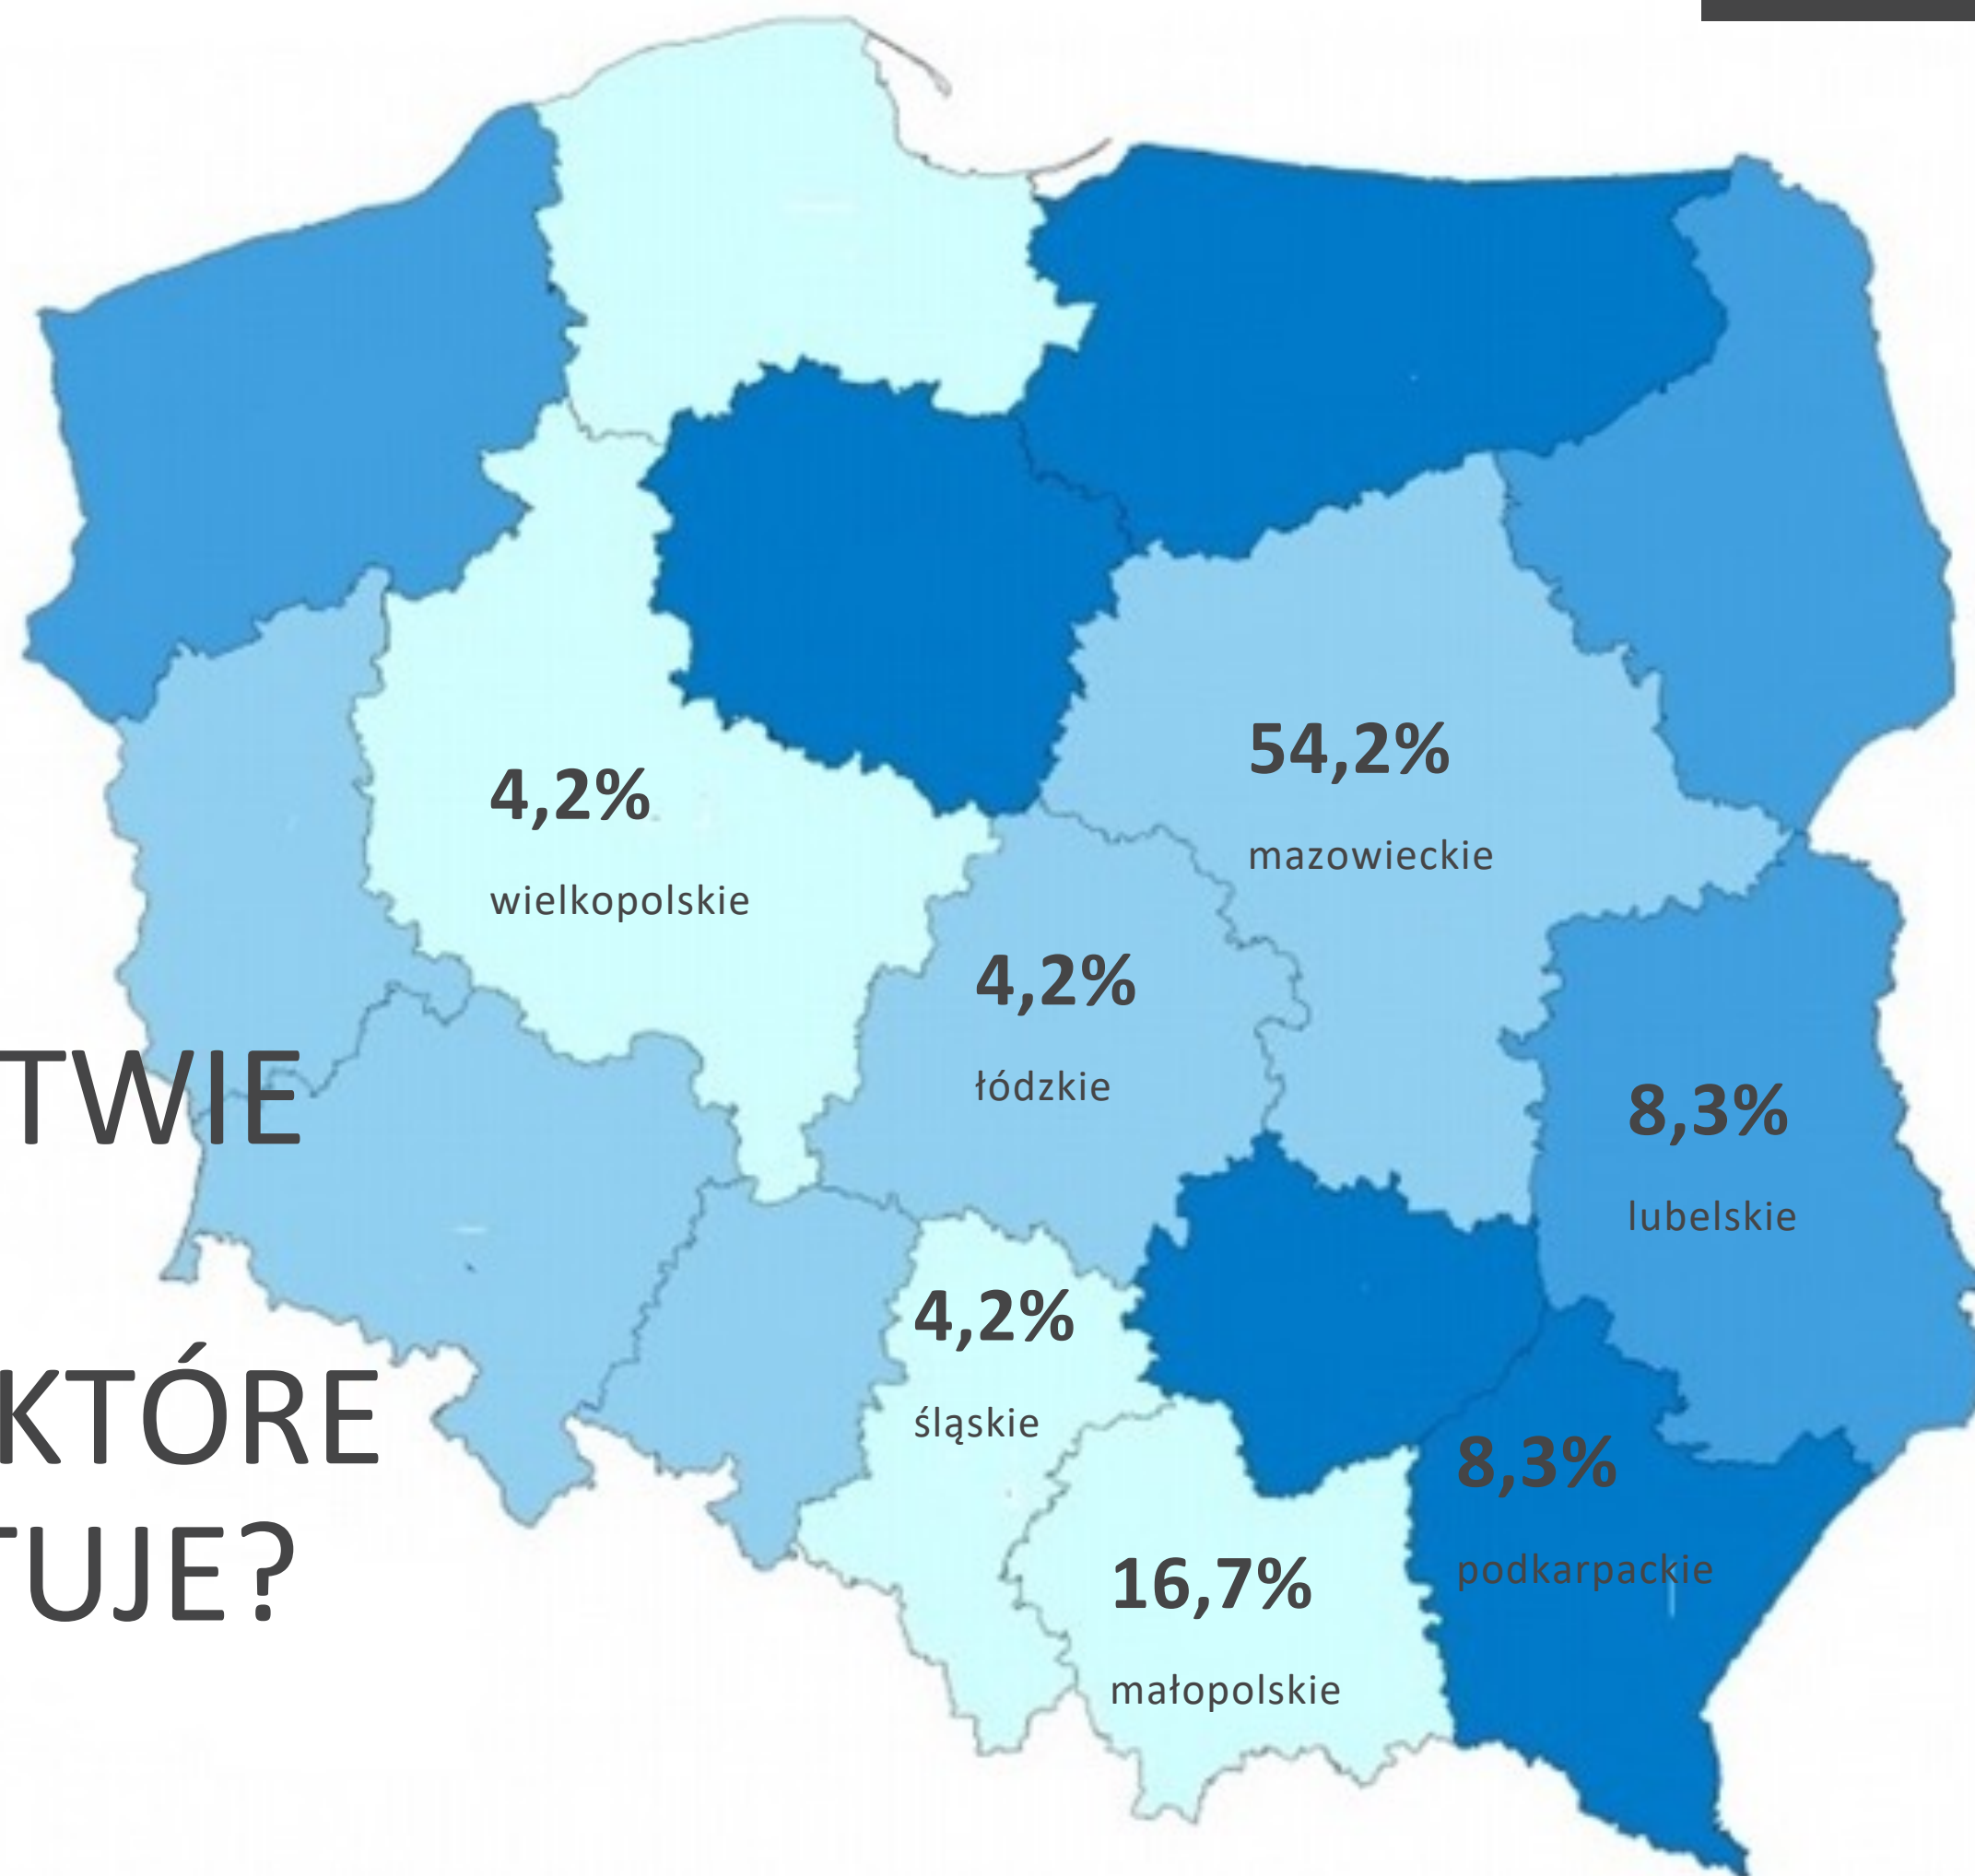 54,2%
mazowieckie
4,2%
wielkopolskie
4,2%
łódzkie
TWIE
8,3%
lubelskie
4,2%
śląskie
KTÓRE
8,3%
podkarpackie
TUJE?
16,7%
małopolskie